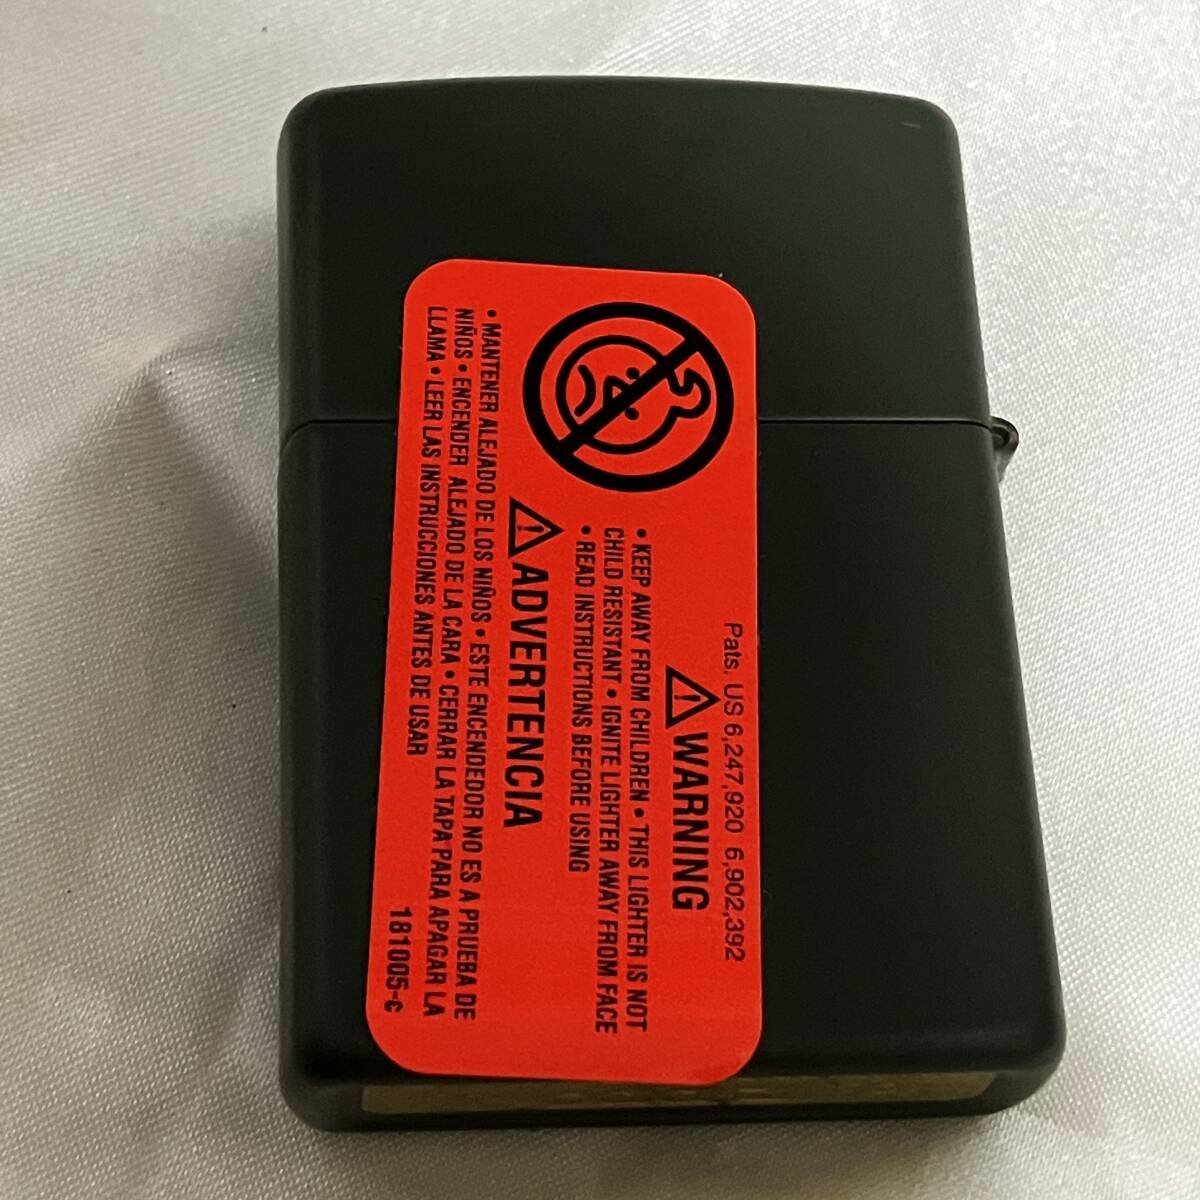 Pats. US 6,247,920 6,902,392
WARNING
• KEEP AWAY FROM CHILDREN • THIS LIGHTER IS NOT
CHILD RESISTANT • IGNITE LIGHTER AWAY FROM FACE
• READ INSTRUCTIONS BEFORE USING
ADVERTENCIA
• MANTENER ALEJADO DE LOS NIÑOS • ESTE ENCENDEDOR NO ES A PRUEBA DE
NIÑOS • ENCENDER ALEJADO DE LA CARA • CERRAR LA TAPA PARA APAGAR LA
LLAMA • LEER LAS INSTRUCCIONES ANTES DE USAR
181005-c